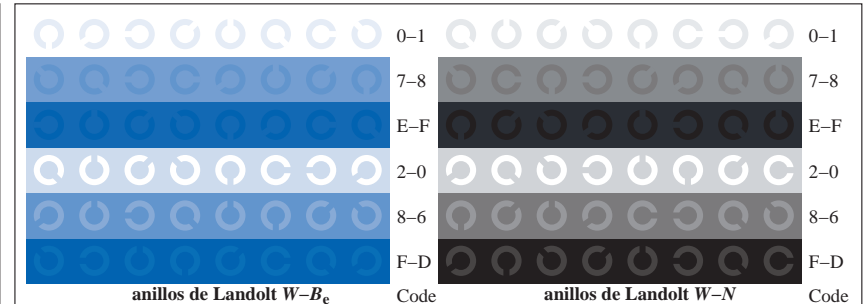 0–1
7–8
E–F
2–0
8–6
F–D
anillos de Landolt W–Be Code
0–1
7–8
E–F
2–0
8–6
F–D
anillos de Landolt W–N Code